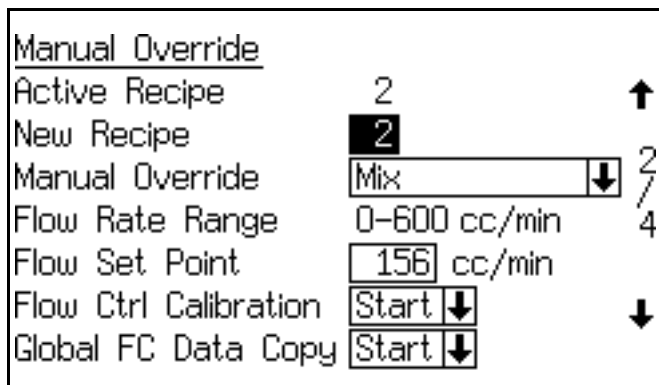 Manual Override
Active Recipe 2
New Recipe 2
Manual Override Mix
Flow Rate Range 0-600 cc/min
Flow Set Point 156 cc/min
Flow Ctrl Calibration Start
Global FC Data Copy Start
2/4